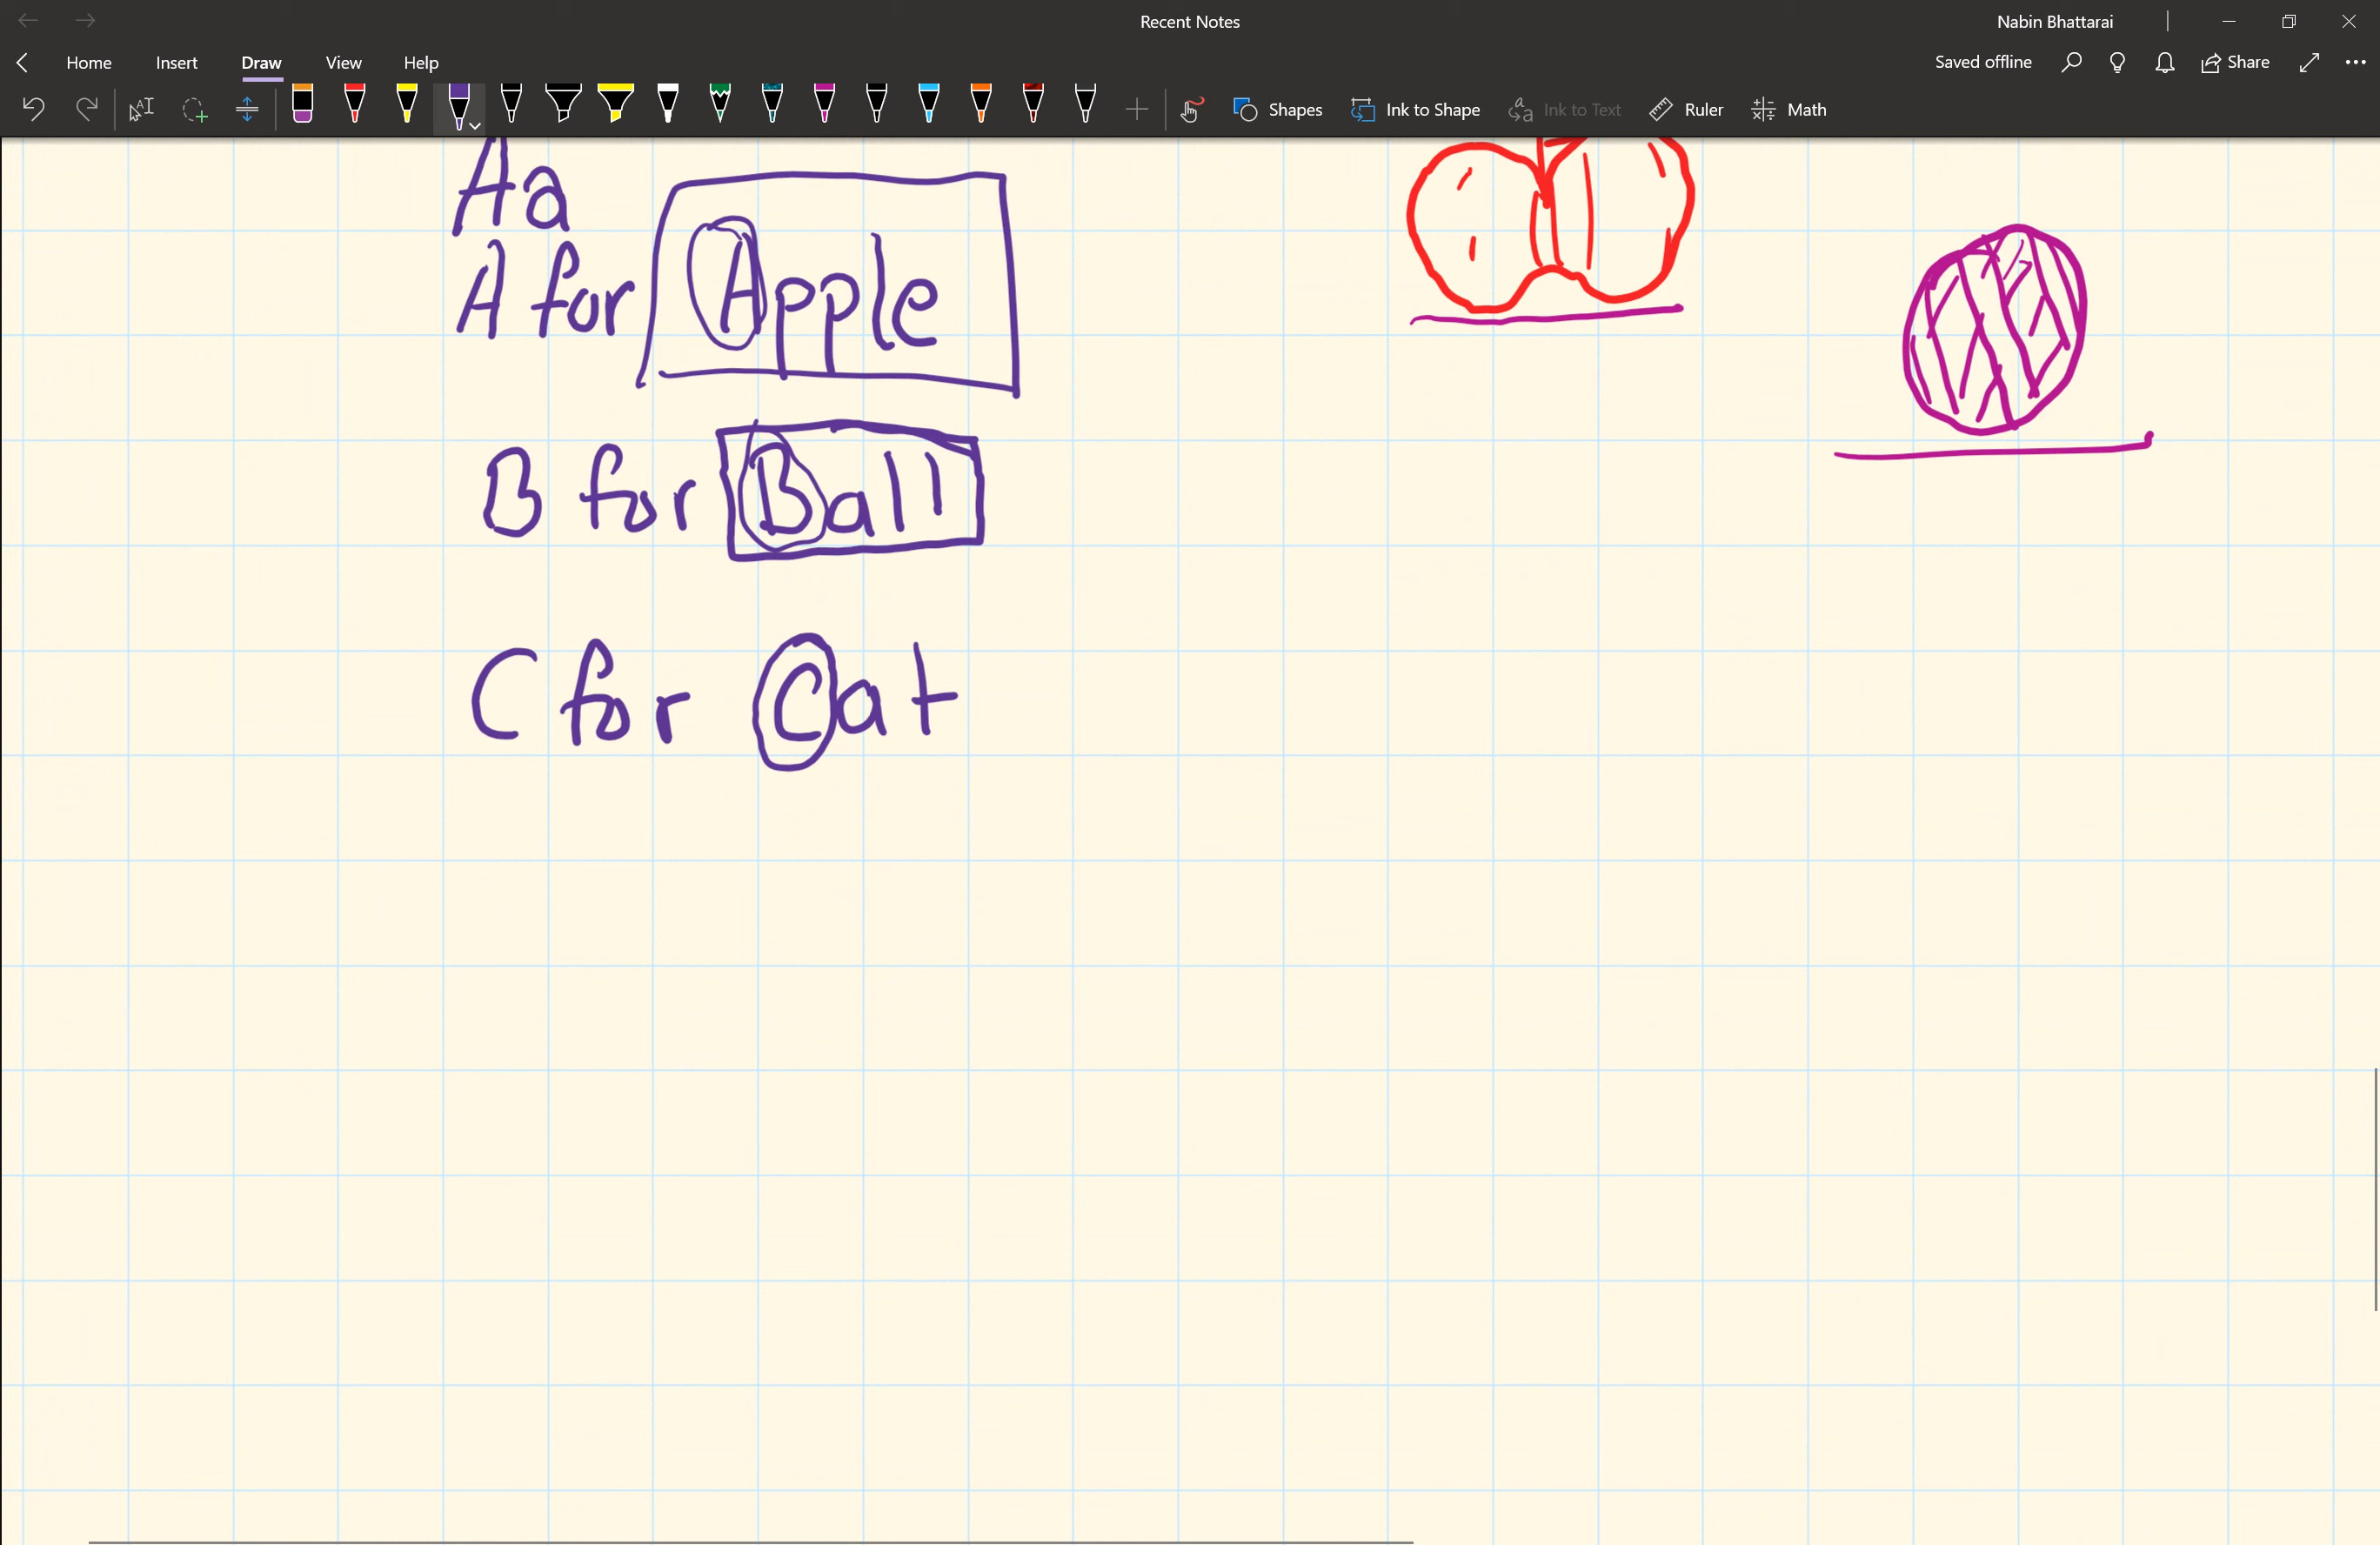 Recent Notes
Nabin Bhattarai
Home Insert Draw View Help
Saved offline
Share
Shapes
Ink to Shape
Ink to Text
Ruler
Math
Aa
A for Apple
B for Ball
C for Cat